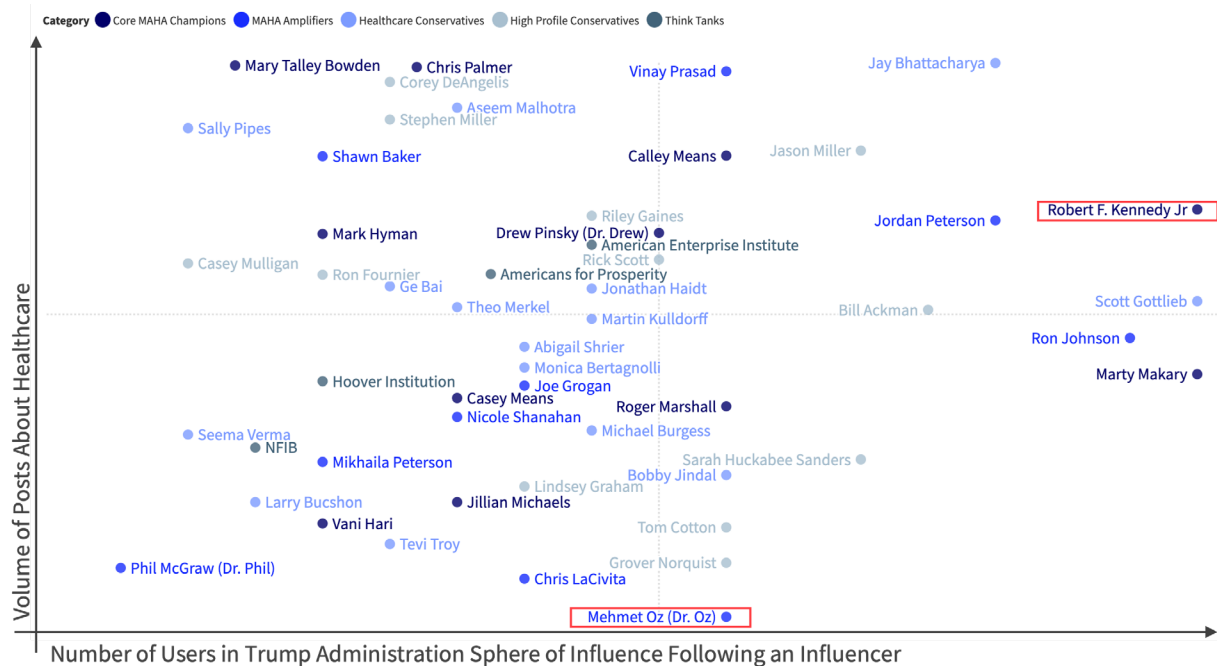 Category Core MAHA Champions MAHA Amplifiers Healthcare Conservatives High Profile Conservatives Think Tanks
Mary Talley Bowden
Chris Palmer
Vinay Prasad
Jay Bhattacharya
Corey DeAngelis
Aseem Malhotra
Stephen Miller
Sally Pipes
Shawn Baker
Calley Means
Jason Miller
Robert F. Kennedy Jr
Riley Gaines
Jordan Peterson
Mark Hyman
Drew Pinsky (Dr. Drew)
American Enterprise Institute
Rick Scott
Casey Mulligan
Ron Fournier
Americans for Prosperity
Ge Bai
Jonathan Haidt
Scott Gottlieb
Theo Merkel
Bill Ackman
Martin Kulldorff
Ron Johnson
Abigail Shrier
Monica Bertagnolli
Marty Makary
Hoover Institution
Joe Grogan
Casey Means
Roger Marshall
Nicole Shanahan
Michael Burgess
Seema Verma
NFIB
Mikhaila Peterson
Sarah Huckabee Sanders
Bobby Jindal
Lindsey Graham
Larry Bucshon
Jillian Michaels
Vani Hari
Tom Cotton
Tevi Troy
Grover Norquist
Phil McGraw (Dr. Phil)
Chris LaCivita
Mehmet Oz (Dr. Oz)
Volume of Posts About Healthcare
Number of Users in Trump Administration Sphere of Influence Following an Influencer